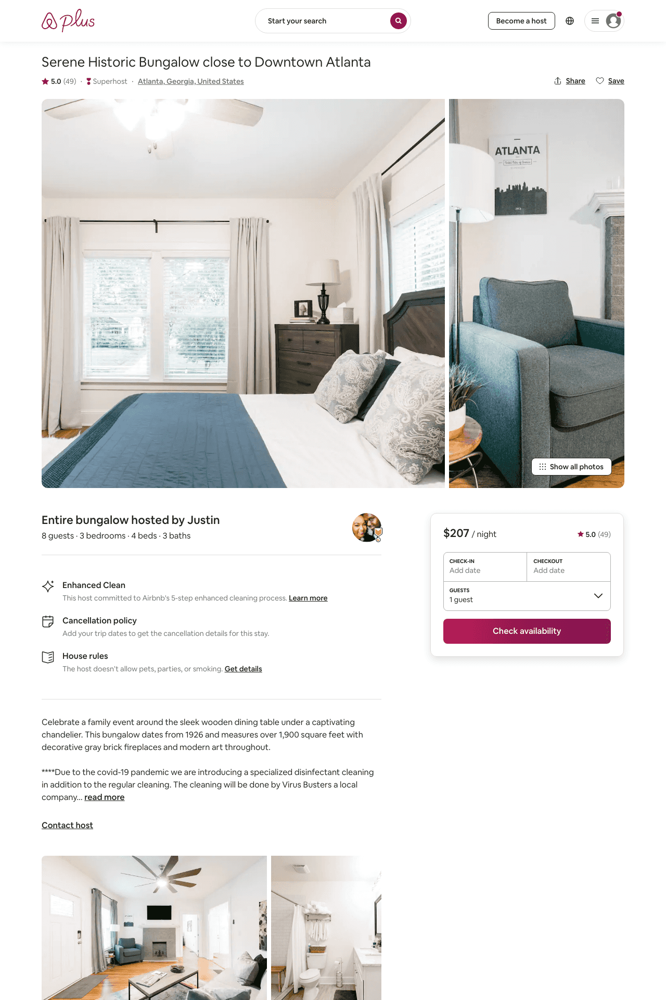 plus
Start your search
Become a host
Serene Historic Bungalow close to Downtown Atlanta
5.0 (49) · Superhost · Atlanta, Georgia, United States
Share
Save
ATLANTA
United States of America
Show all photos
Entire bungalow hosted by Justin
8 guests · 3 bedrooms · 4 beds · 3 baths
$207 / night
5.0 (49)
CHECK-IN
Add date
CHECKOUT
Add date
GUESTS
1 guest
Check availability
Enhanced Clean
This host committed to Airbnb's 5-step enhanced cleaning process. Learn more
Cancellation policy
Add your trip dates to get the cancellation details for this stay.
House rules
The host doesn’t allow pets, parties, or smoking. Get details
Celebrate a family event around the sleek wooden dining table under a captivating
chandelier. This bungalow dates from 1926 and measures over 1,900 square feet with
decorative gray brick fireplaces and modern art throughout.
****Due to the covid-19 pandemic we are introducing a specialized disinfectant cleaning
in addition to the regular cleaning. The cleaning will be done by Virus Busters a local
company... read more
Contact host